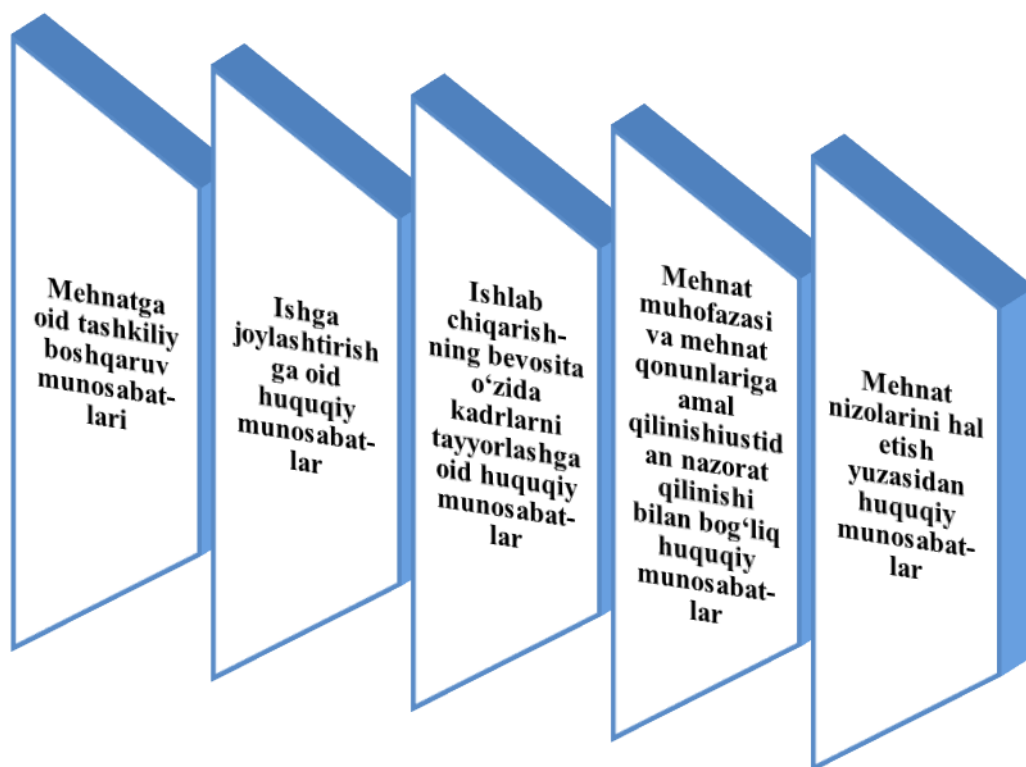 Mehnatga
oid tashkiliy
boshqaruv
munosabat-
lari
Ishga
joylashtirish
ga oid
huquqiy
munosabat-
lar
Ishlab
chiqarish-
ning bevosita
o‘zida
kadrlarni
tayyorlashga
oid huquqiy
munosabat-
lar
Mehnat
muhofazasi
va mehnat
qonunlariga
amal
qilinishiustid
an nazorat
qilinishi
bilan bog‘liq
huquqiy
munosabat-
lar
Mehnat
nizolarini hal
etish
yuzasidan
huquqiy
munosabat-
lar